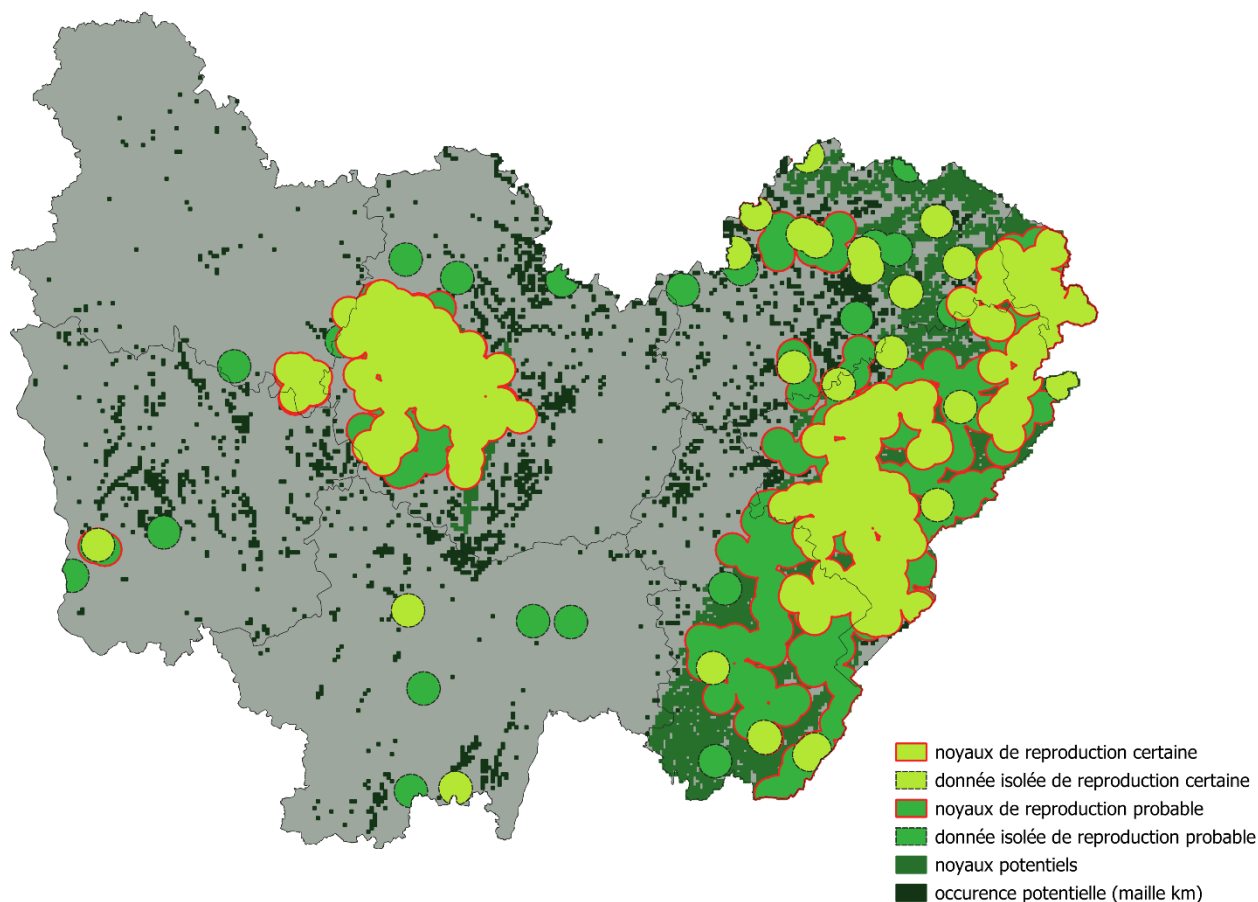 noyaux de reproduction certaine
donnée isolée de reproduction certaine
noyaux de reproduction probable
donnée isolée de reproduction probable
noyaux potentiels
occurence potentielle (maille km)